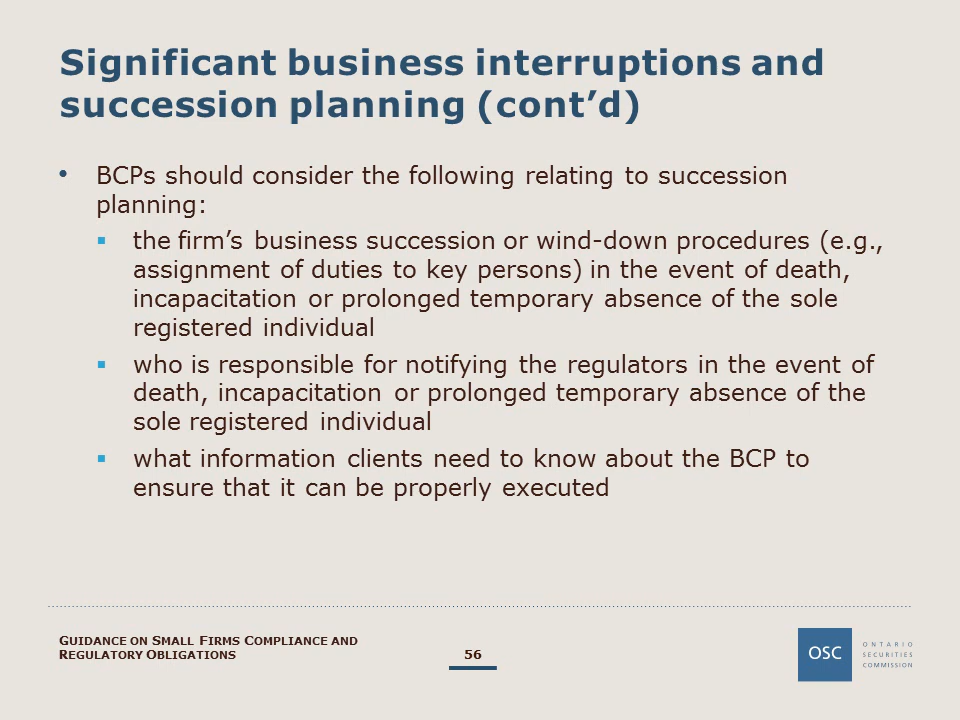 Significant business interruptions and
succession planning (cont’d)
• BCPs should consider the following relating to succession
planning:
▪ the firm’s business succession or wind-down procedures (e.g.,
assignment of duties to key persons) in the event of death,
incapacitation or prolonged temporary absence of the sole
registered individual
▪ who is responsible for notifying the regulators in the event of
death, incapacitation or prolonged temporary absence of the
sole registered individual
▪ what information clients need to know about the BCP to
ensure that it can be properly executed
GUIDANCE ON SMALL FIRMS COMPLIANCE AND
REGULATORY OBLIGATIONS
56
OSC
ONTARIO
SECURITIES
COMMISSION